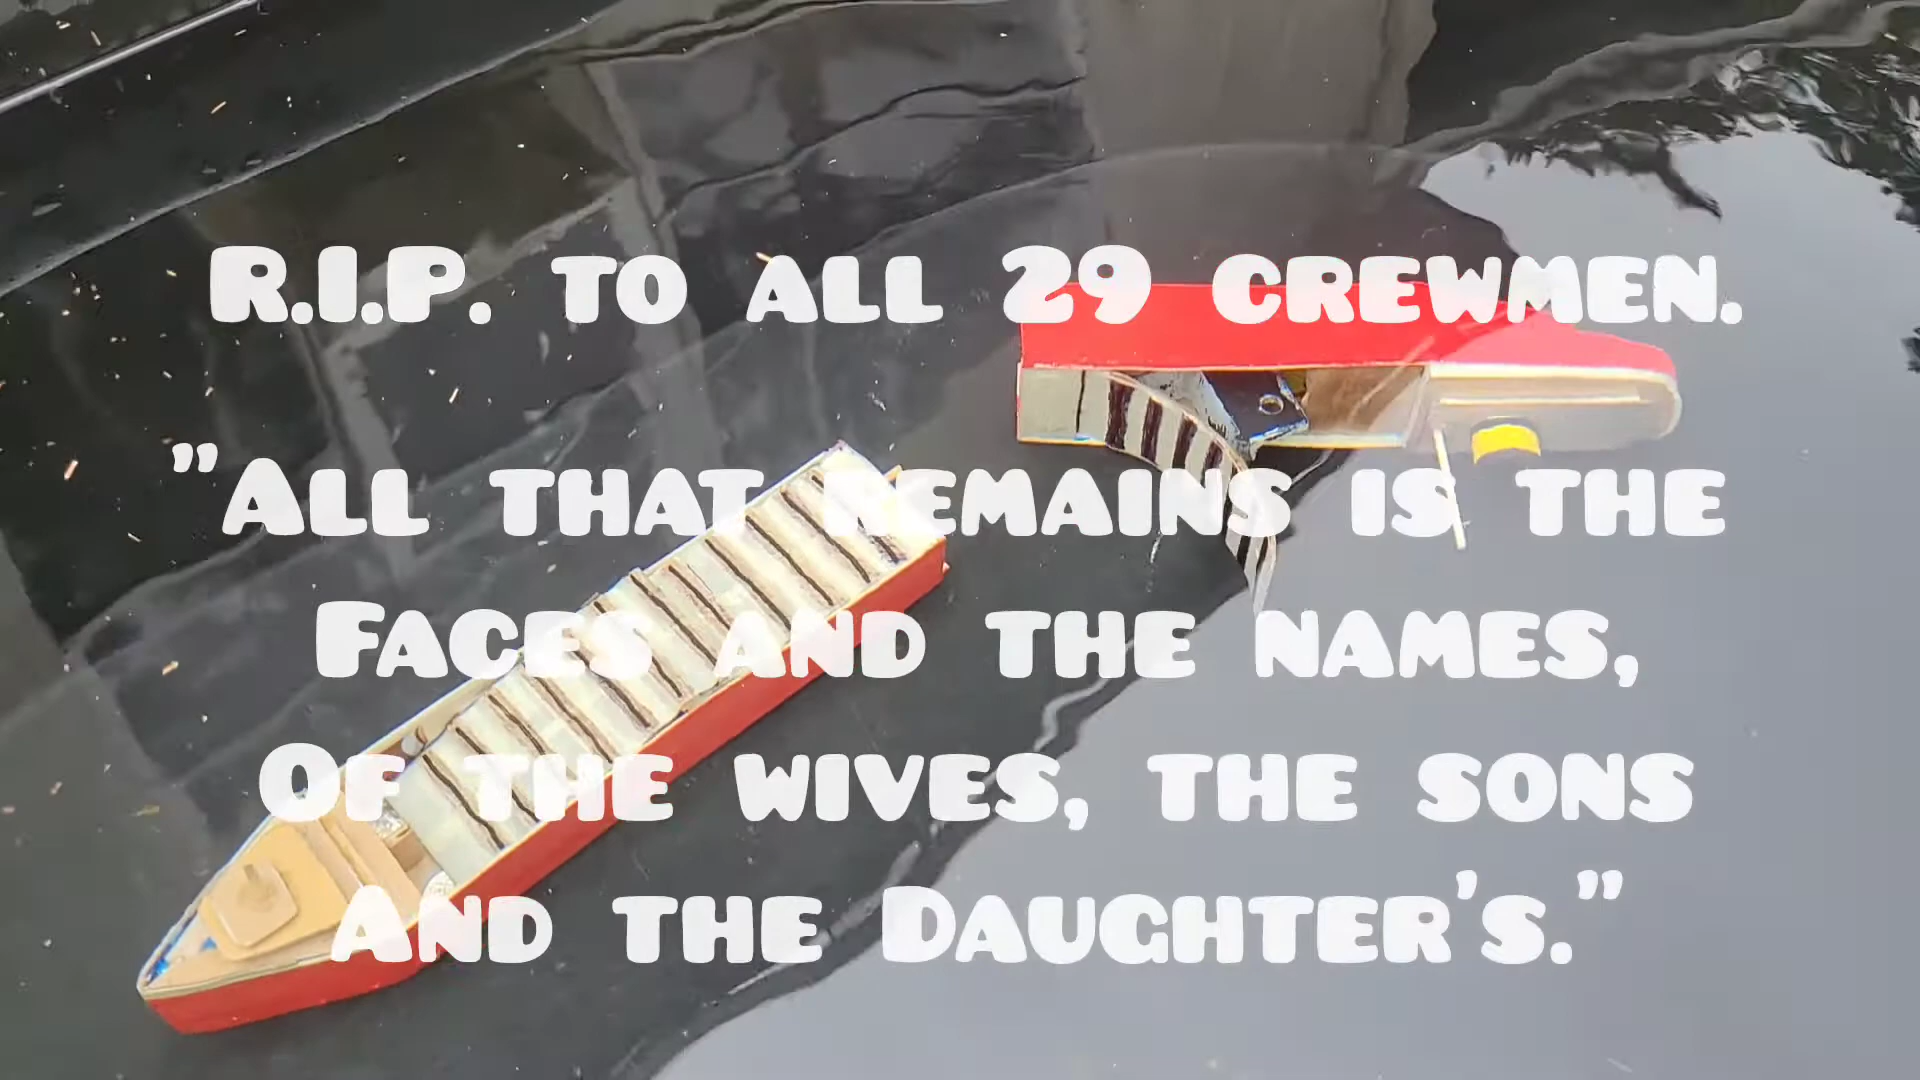 R.I.P. to all 29 crewmen.
"All that remains is the
Faces and the names,
Of the wives, the sons
And the Daughter's."